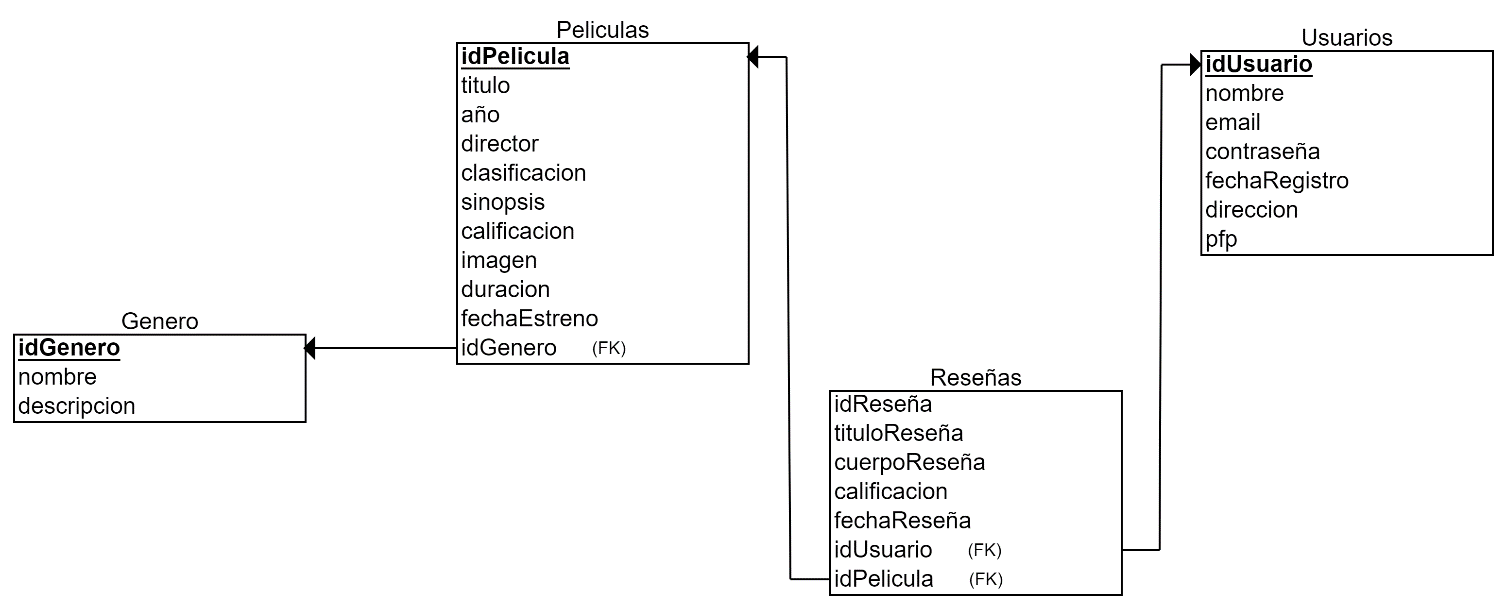 Peliculas
idPelicula
titulo
año
director
clasificacion
sinopsis
calificacion
imagen
duracion
fechaEstreno
idGenero (FK)
Usuarios
idUsuario
nombre
email
contraseña
fechaRegistro
direccion
pfp
Genero
idGenero
nombre
descripcion
Reseñas
idReseña
tituloReseña
cuerpoReseña
calificacion
fechaReseña
idUsuario (FK)
idPelicula (FK)